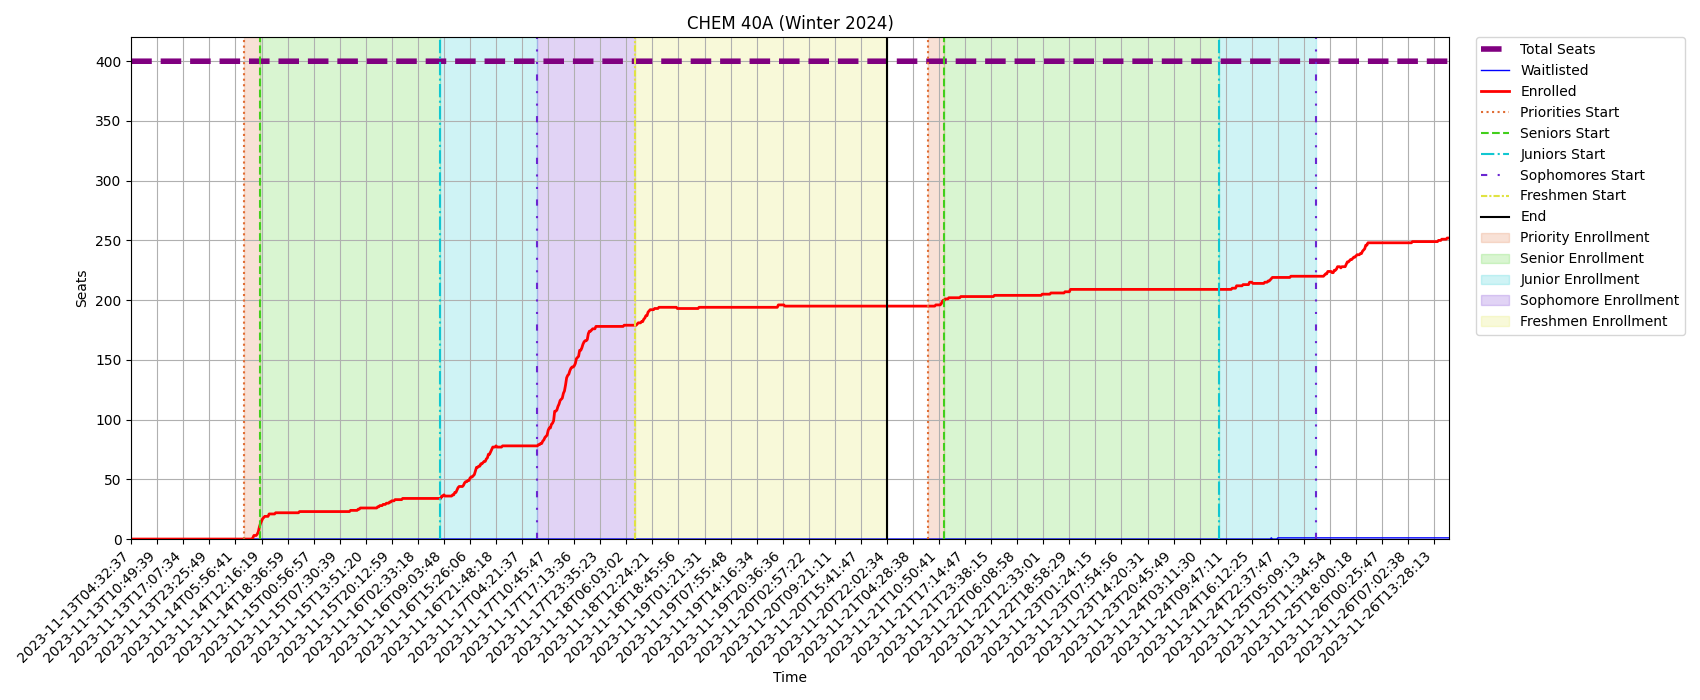 CHEM 40A (Winter 2024)
Seats
400
350
300
250
200
150
100
50
0
2023-11-13T04:32:37
2023-11-13T10:49:39
2023-11-13T17:07:34
2023-11-13T23:25:49
2023-11-14T05:56:41
2023-11-14T12:16:19
2023-11-14T18:36:59
2023-11-15T00:56:57
2023-11-15T07:30:39
2023-11-15T13:51:20
2023-11-15T20:12:59
2023-11-16T02:33:18
2023-11-16T09:03:48
2023-11-16T15:26:06
2023-11-16T21:48:18
2023-11-17T04:21:37
2023-11-17T10:45:47
2023-11-17T17:13:36
2023-11-17T23:35:23
2023-11-18T06:03:02
2023-11-18T12:24:21
2023-11-18T18:45:56
2023-11-19T01:21:31
2023-11-19T07:55:48
2023-11-19T14:16:34
2023-11-19T20:36:36
2023-11-20T02:57:22
2023-11-20T09:21:11
2023-11-20T15:41:47
2023-11-20T22:02:34
2023-11-21T04:28:38
2023-11-21T10:50:41
2023-11-21T17:14:47
2023-11-21T23:38:15
2023-11-22T06:08:58
2023-11-22T12:33:01
2023-11-22T18:58:29
2023-11-23T01:24:15
2023-11-23T07:54:56
2023-11-23T14:20:31
2023-11-23T20:45:49
2023-11-24T03:11:30
2023-11-24T09:47:11
2023-11-24T16:12:25
2023-11-24T22:37:47
2023-11-25T05:09:13
2023-11-25T11:34:54
2023-11-25T18:00:18
2023-11-26T00:25:47
2023-11-26T07:02:38
2023-11-26T13:28:13
Time
Total Seats
Waitlisted
Enrolled
Priorities Start
Seniors Start
Juniors Start
Sophomores Start
Freshmen Start
End
Priority Enrollment
Senior Enrollment
Junior Enrollment
Sophomore Enrollment
Freshmen Enrollment